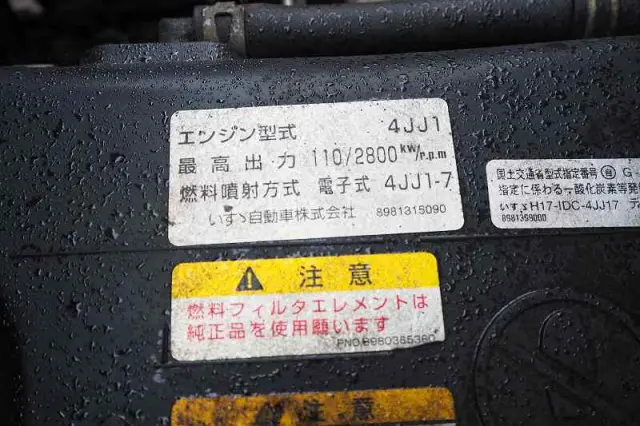 エンジン型式 4JJ1
最高出力 110/2800 kW/r.p.m
燃料噴射方式 電子式 4JJ1-7
いすゞ自動車株式会社 8981315090
国土交通省型式指定番号 G-
指定に係わる一酸化炭素等発
いすゞH17-IDC-4JJ17 デ
8981359000
注意
燃料フィルタエレメントは
純正品を使用願います
PNO.8980365360
注意